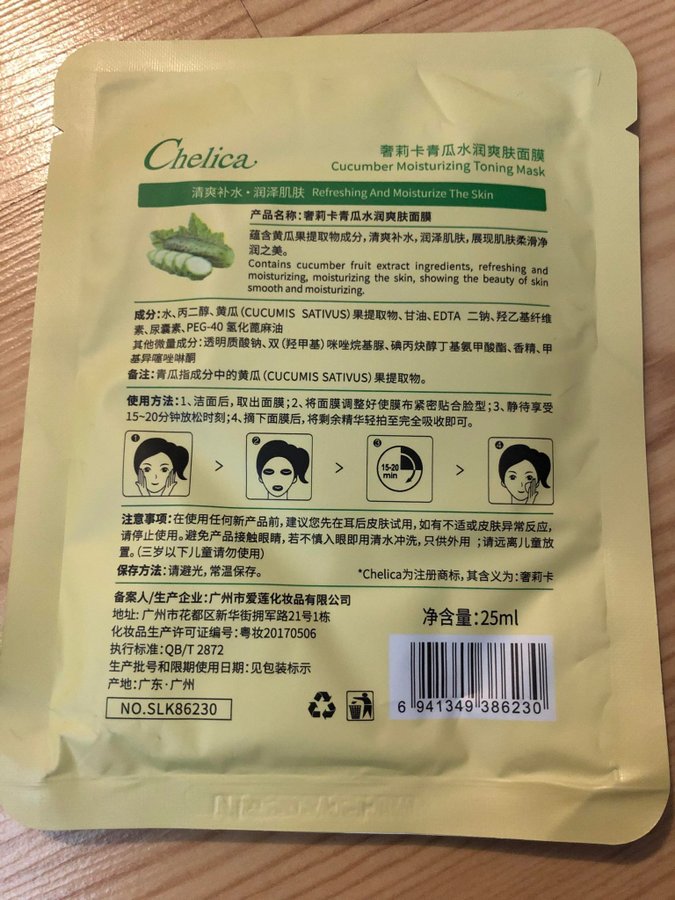 Chelica
奢莉卡青瓜水润爽肤面膜
Cucumber Moisturizing Toning Mask
清爽补水·润泽肌肤 Refreshing And Moisturize The Skin
产品名称：奢莉卡青瓜水润爽肤面膜
蕴含黄瓜果提取物成分，清爽补水，润泽肌肤，展现肌肤柔滑净
润之美。
Contains cucumber fruit extract ingredients, refreshing and
moisturizing, moisturizing the skin, showing the beauty of skin
smooth and moisturizing.
成分：水、丙二醇、黄瓜（CUCUMIS SATIVUS）果提取物、甘油、EDTA 二钠、羟乙基纤维
素、尿囊素、PEG-40 氢化蓖麻油
其他微量成分：透明质酸钠、双（羟甲基）咪唑烷基脲、碘丙炔醇丁基氨甲酸酯、香精、甲
基异噻唑啉酮
备注：青瓜指成分中的黄瓜（CUCUMIS SATIVUS）果提取物。
使用方法：1、洁面后，取出面膜；2、将面膜调整好使膜布紧密贴合脸型；3、静待享受
15~20分钟放松时刻；4、摘下面膜后，将剩余精华轻拍至完全吸收即可。
1 > 2 > 3 > 4
15-20
min
注意事项：在使用任何新产品前，建议您先在耳后皮肤试用，如有不适或皮肤异常反应，
请停止使用。避免产品接触眼睛，若不慎入眼即用清水冲洗，只供外用；请远离儿童放
置。（三岁以下儿童请勿使用）
保存方法：请避光，常温保存。
*Chelica为注册商标，其含义为：奢莉卡
备案人/生产企业：广州市爱莲化妆品有限公司
地址：广州市花都区新华街拥军路21号1栋
化妆品生产许可证编号：粤妆20170506
执行标准：QB/T 2872
生产批号和限期使用日期：见包装标示
产地：广东·广州
NO.SLK86230
净含量：25ml
6 941349 386230